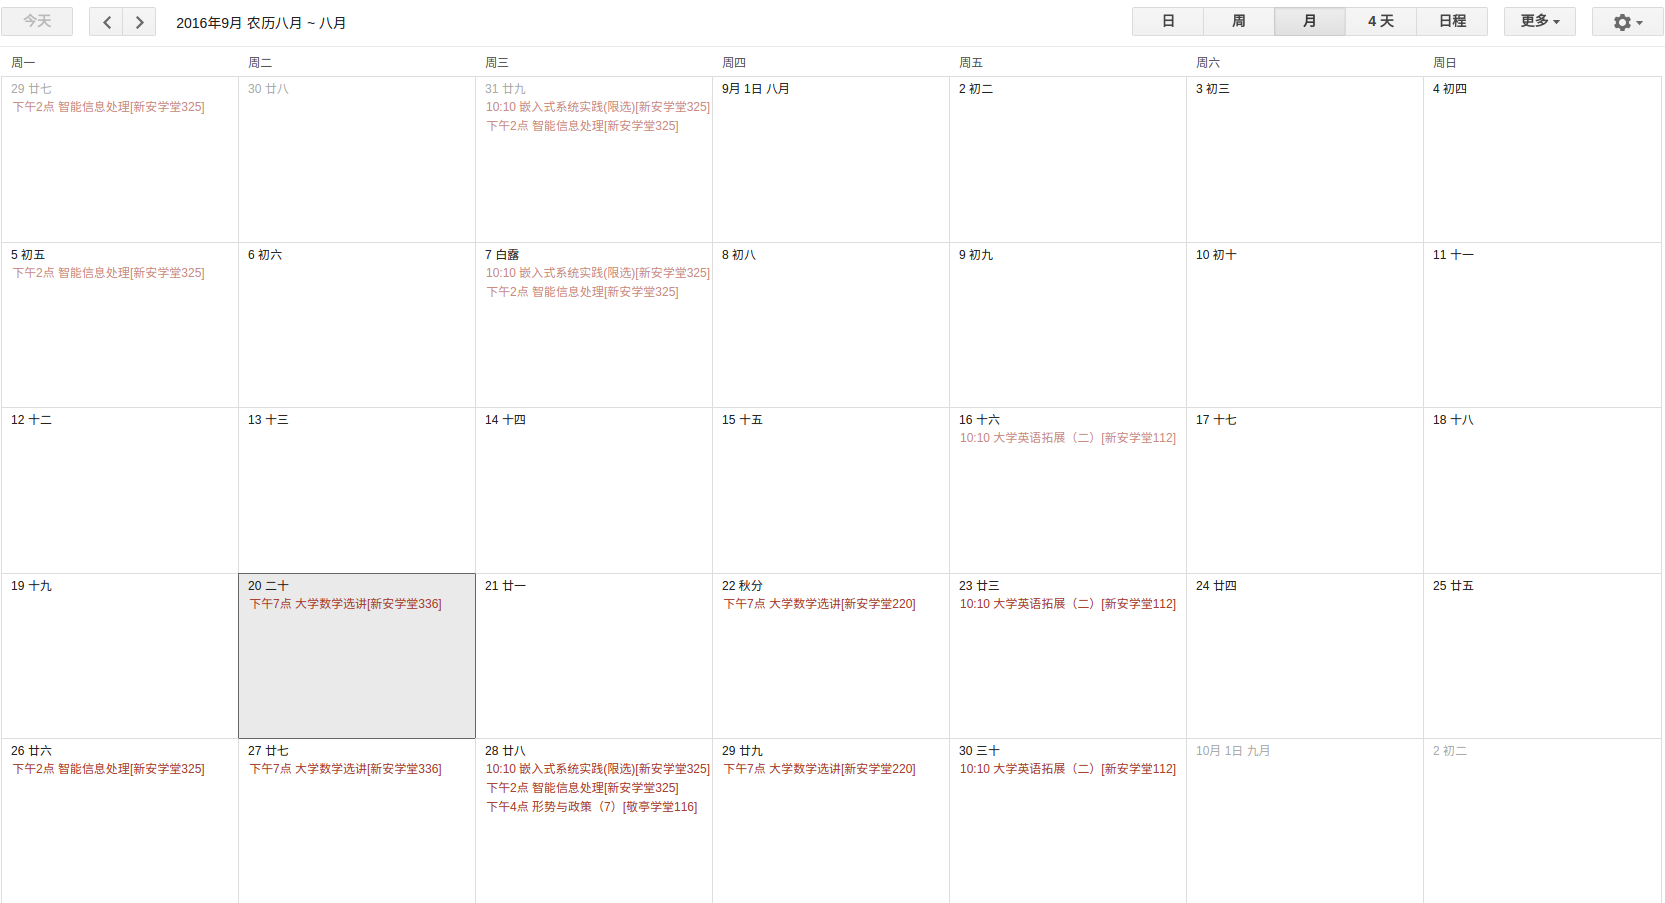 今天
2016年9月 农历八月 ~ 八月
日 周 月 4 天 日程 更多
周一 周二 周三 周四 周五 周六 周日
29 廿七
下午2点 智能信息处理[新安学堂325]
30 廿八
31 廿九
10:10 嵌入式系统实践(限选)[新安学堂325]
下午2点 智能信息处理[新安学堂325]
9月 1日 八月
2 初二
3 初三
4 初四
5 初五
下午2点 智能信息处理[新安学堂325]
6 初六
7 白露
10:10 嵌入式系统实践(限选)[新安学堂325]
下午2点 智能信息处理[新安学堂325]
8 初八
9 初九
10 初十
11 十一
12 十二
13 十三
14 十四
15 十五
16 十六
10:10 大学英语拓展（二）[新安学堂112]
17 十七
18 十八
19 十九
20 二十
下午7点 大学数学选讲[新安学堂336]
21 廿一
22 秋分
下午7点 大学数学选讲[新安学堂220]
23 廿三
10:10 大学英语拓展（二）[新安学堂112]
24 廿四
25 廿五
26 廿六
下午2点 智能信息处理[新安学堂325]
27 廿七
下午7点 大学数学选讲[新安学堂336]
28 廿八
10:10 嵌入式系统实践(限选)[新安学堂325]
下午2点 智能信息处理[新安学堂325]
下午4点 形势与政策（7）[敬亭学堂116]
29 廿九
下午7点 大学数学选讲[新安学堂220]
30 三十
10:10 大学英语拓展（二）[新安学堂112]
10月 1日 九月
2 初二